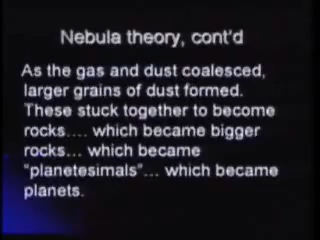 Nebula theory, cont'd
As the gas and dust coalesced,
larger grains of dust formed.
These stuck together to become
rocks.... which became bigger
rocks... which became
"planetesimals"... which became
planets.